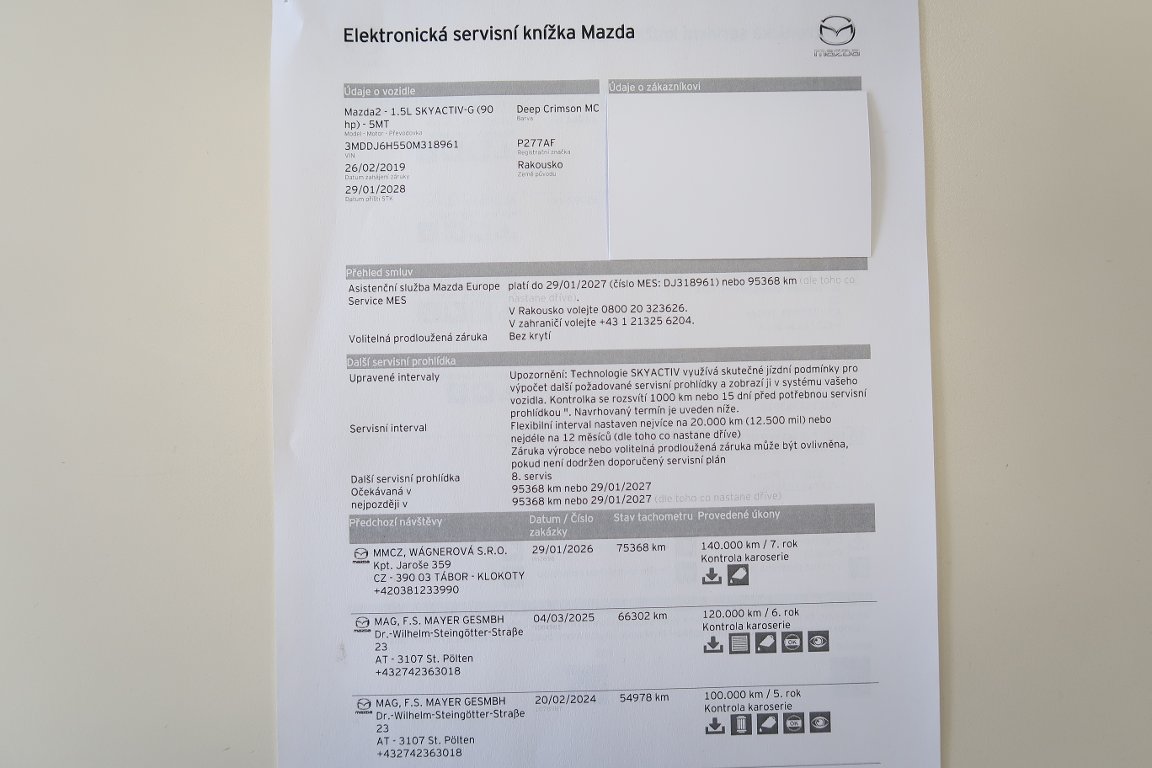 Elektronická servisní knížka Mazda
mazda
Údaje o vozidle
Údaje o zákazníkovi
Mazda2 - 1.5L SKYACTIV-G (90
hp) - 5MT
Model - Motor - Převodovka
Deep Crimson MC
Barva
3MDDJ6H550M318961
VIN
P277AF
Registrační značka
26/02/2019
Datum zahájení záruky
Rakousko
Země původu
29/01/2028
Datum příští STK
Přehled smluv
Asistenční služba Mazda Europe
Service MES
platí do 29/01/2027 (číslo MES: DJ318961) nebo 95368 km (dle toho co
nastane dříve).
V Rakousko volejte 0800 20 323626.
V zahraničí volejte +43 1 21325 6204.
Volitelná prodloužená záruka
Bez krytí
Další servisní prohlídka
Upravené intervaly
Upozornění: Technologie SKYACTIV využívá skutečné jízdní podmínky pro
výpočet další požadované servisní prohlídky a zobrazí ji v systému vašeho
vozidla. Kontrolka se rozsvítí 1000 km nebo 15 dní před potřebnou servisní
prohlídkou ". Navrhovaný termín je uveden níže.
Servisní interval
Flexibilní interval nastaven nejvíce na 20.000 km (12.500 mil) nebo
nejdéle na 12 měsíců (dle toho co nastane dříve)
Záruka výrobce nebo volitelná prodloužená záruka může být ovlivněna,
pokud není dodržen doporučený servisní plán
Další servisní prohlídka
8. servis
Očekávaná v
95368 km nebo 29/01/2027
nejpozději v
95368 km nebo 29/01/2027 (dle toho co nastane dříve)
Předchozí návštěvy
Datum / Číslo
zakázky
Stav tachometru
Provedené úkony
mazda
MMCZ, WÁGNEROVÁ S.R.O.
Kpt. Jaroše 359
CZ - 390 03 TÁBOR - KLOKOTY
+420381233990
29/01/2026
75368 km
140.000 km / 7. rok
Kontrola karoserie
mazda
MAG, F.S. MAYER GESMBH
Dr.-Wilhelm-Steingötter-Straße
23
AT - 3107 St. Pölten
+432742363018
04/03/2025
66302 km
120.000 km / 6. rok
Kontrola karoserie
OK
mazda
MAG, F.S. MAYER GESMBH
Dr.-Wilhelm-Steingötter-Straße
23
AT - 3107 St. Pölten
+432742363018
20/02/2024
54978 km
100.000 km / 5. rok
Kontrola karoserie
OK